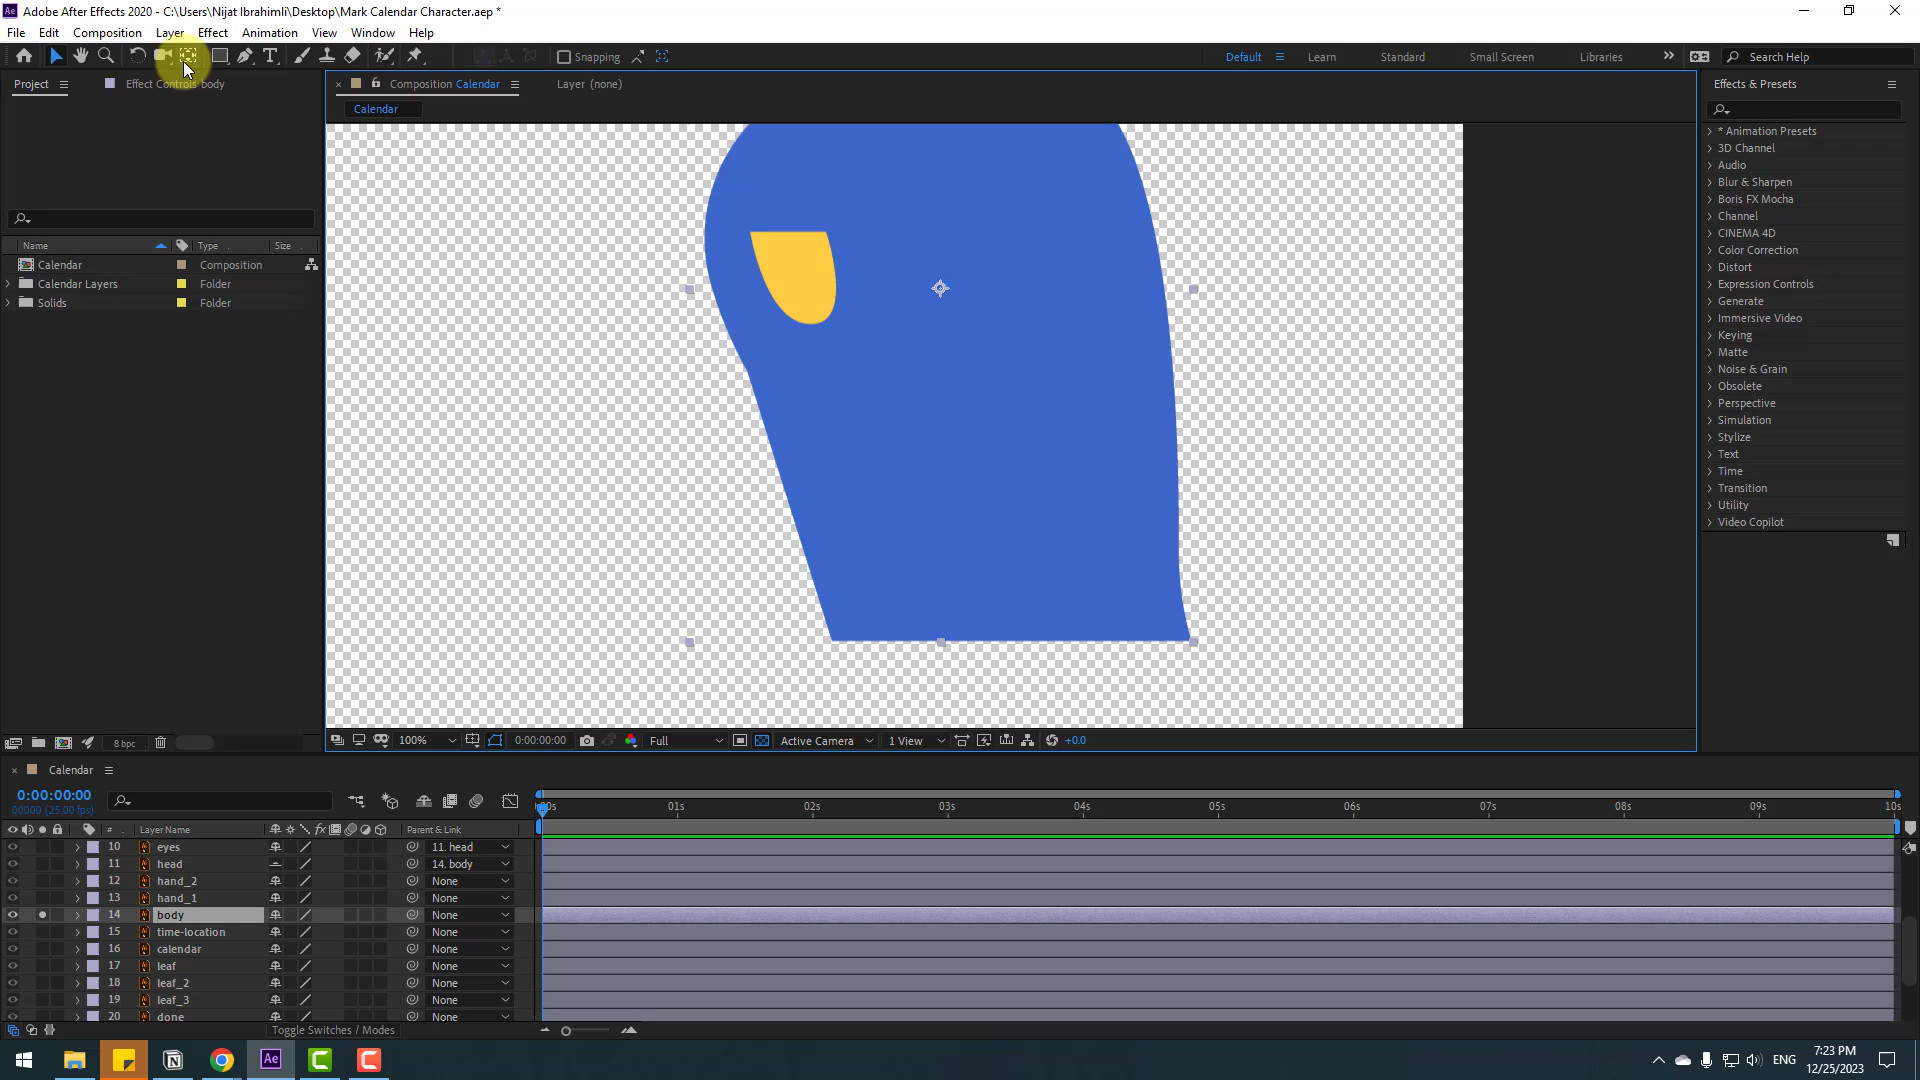 Adobe After Effects 2020 - C:\Users\Nijat Ibrahimli\Desktop\Mark Calendar Character.aep *
File Edit Composition Layer Effect Animation View Window Help
Snapping Default Learn Standard Small Screen Libraries Search Help
Project Effect Controls body Composition Calendar Layer (none) Effects & Presets
Calendar
* Animation Presets
3D Channel
Audio
Blur & Sharpen
Boris FX Mocha
Channel
CINEMA 4D
Color Correction
Distort
Expression Controls
Generate
Immersive Video
Keying
Matte
Noise & Grain
Obsolete
Perspective
Simulation
Stylize
Text
Time
Transition
Utility
Video Copilot
Name Type Size
Calendar Composition
Calendar Layers Folder
Solids Folder
8 bpc 100% 0:00:00:00 Full Active Camera 1 View +0.0
Calendar
0:00:00:00
00000 (25.00 fps)
01s 02s 03s 04s 05s 06s 07s 08s 09s 10s
# Layer Name Parent & Link
10 eyes 11. head
11 head 14. body
12 hand_2 None
13 hand_1 None
14 body None
15 time-location None
16 calendar None
17 leaf None
18 leaf_2 None
19 leaf_3 None
20 done None
Toggle Switches / Modes
ENG 7:23 PM
12/25/2023